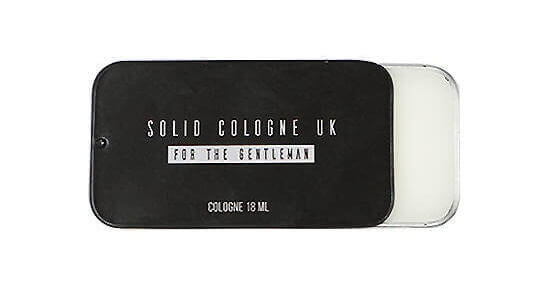 SOLID COLOGNE UK
FOR THE GENTLEMAN
COLOGNE 18 ML